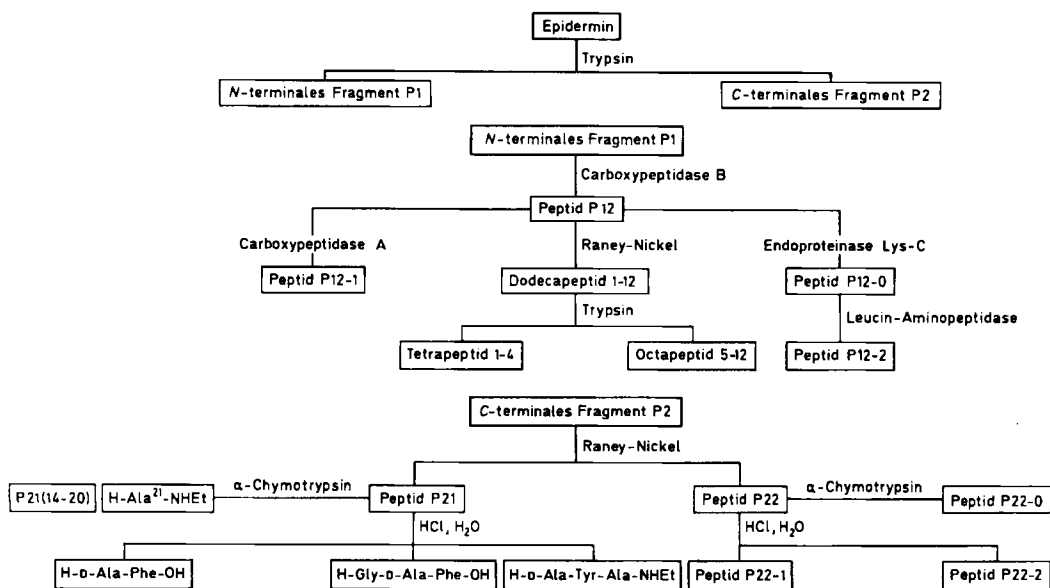 Epidermin
Trypsin
N-terminales Fragment P1
C-terminales Fragment P2
N-terminales Fragment P1
Carboxypeptidase B
Peptid P12
Carboxypeptidase A
Raney-Nickel
Endoproteinase Lys-C
Peptid P12-1
Dodecapeptid 1-12
Peptid P12-0
Trypsin
Leucin-Aminopeptidase
Tetrapeptid 1-4
Octapeptid 5-12
Peptid P12-2
C-terminales Fragment P2
Raney-Nickel
P21(14-20)
H-Ala²¹-NHEt
α-Chymotrypsin
Peptid P21
Peptid P22
α-Chymotrypsin
Peptid P22-0
HCl, H₂O
HCl, H₂O
H-D-Ala-Phe-OH
H-Gly-D-Ala-Phe-OH
H-D-Ala-Tyr-Ala-NHEt
Peptid P22-1
Peptid P22-2